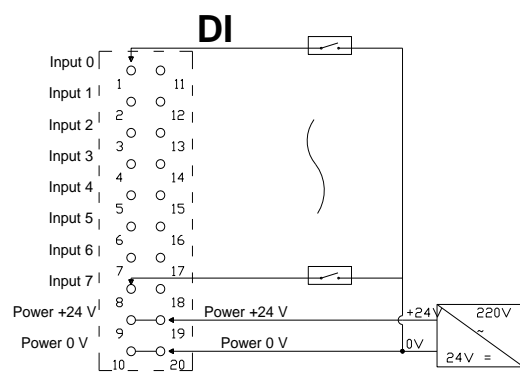 DI
Input 0
1 11
Input 1
2 12
Input 2
3 13
Input 3
4 14
Input 4
5 15
Input 5
6 16
Input 6
7 17
Input 7
8 18
Power +24 V Power +24 V +24V 220V
9 19 ~
Power 0 V Power 0 V 0V
10 20 24V =